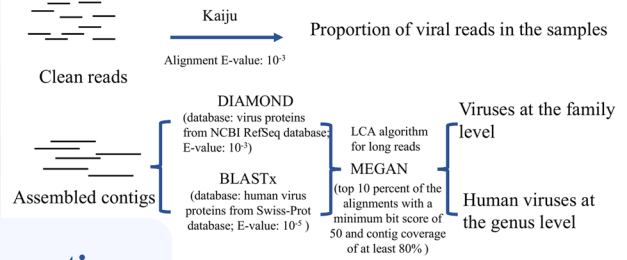 Kaiju
Proportion of viral reads in the samples
Alignment E-value: 10⁻³
Clean reads
DIAMOND
(database: virus proteins
from NCBI RefSeq database;
E-value: 10⁻³)
BLASTx
(database: human virus
proteins from Swiss-Prot
database; E-value: 10⁻⁵ )
Assembled contigs
LCA algorithm
for long reads
MEGAN
(top 10 percent of the
alignments with a
minimum bit score of
50 and contig coverage
of at least 80% )
Viruses at the family
level
Human viruses at
the genus level